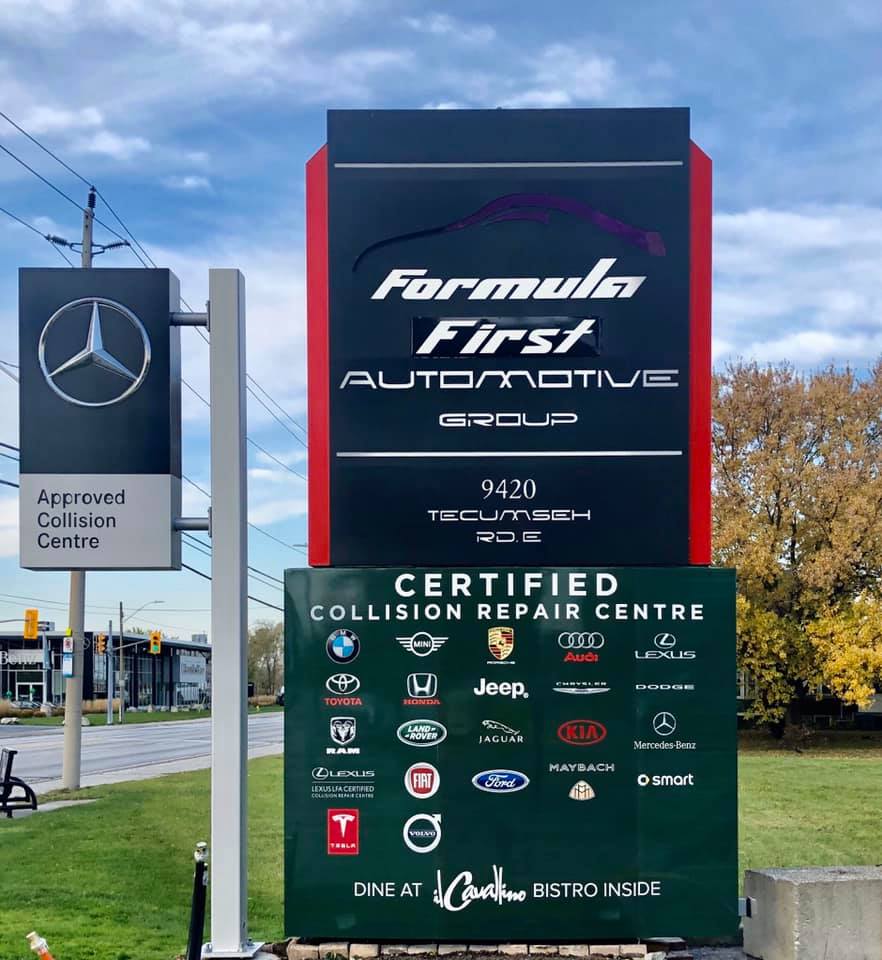 Approved
Collision
Centre
Formula
First
AUTOMOTIVE
GROUP
9420
TECUMSEH
RD.E
CERTIFIED
COLLISION REPAIR CENTRE
BMW MINI PORSCHE Audi LEXUS
TOYOTA HONDA Jeep CHRYSLER DODGE
RAM LAND ROVER JAGUAR KIA Mercedes-Benz
LEXUS
LEXUS LFA CERTIFIED
COLLISION REPAIR CENTRE
FIAT Ford MAYBACH smart
TESLA VOLVO
DINE AT il Cavallino BISTRO INSIDE